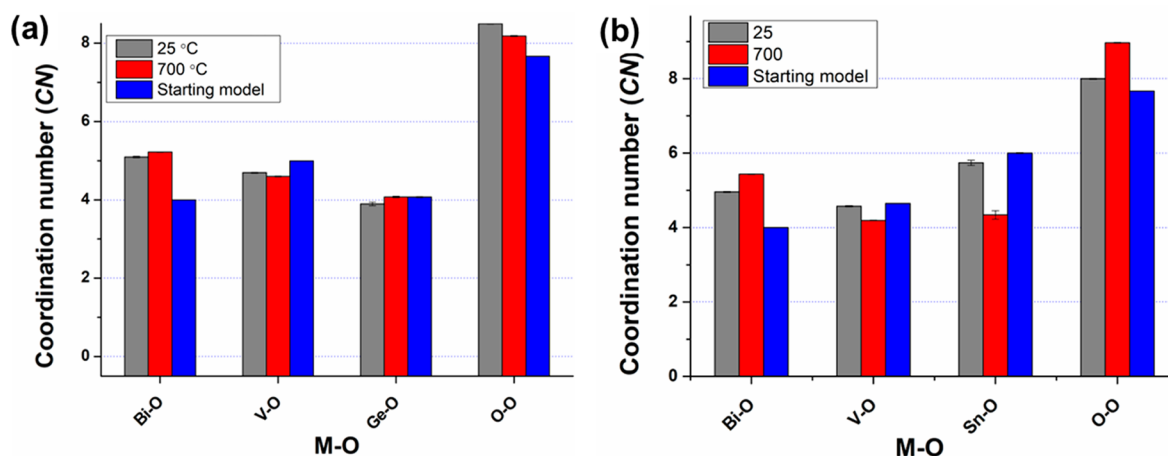 (a)
25 °C
700 °C
Starting model
Coordination number (CN)
8
6
4
2
0
Bi-O
V-O
Ge-O
O-O
M-O
(b)
25
700
Starting model
Coordination number (CN)
8
6
4
2
0
Bi-O
V-O
Sn-O
O-O
M-O